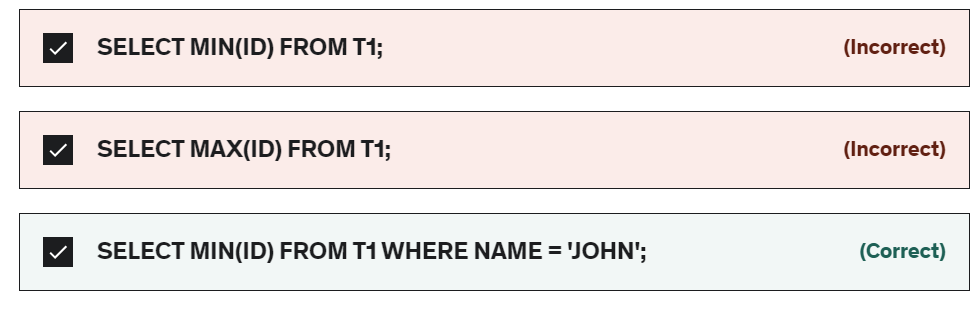 SELECT MIN(ID) FROM T1; (Incorrect)
SELECT MAX(ID) FROM T1; (Incorrect)
SELECT MIN(ID) FROM T1 WHERE NAME = 'JOHN'; (Correct)